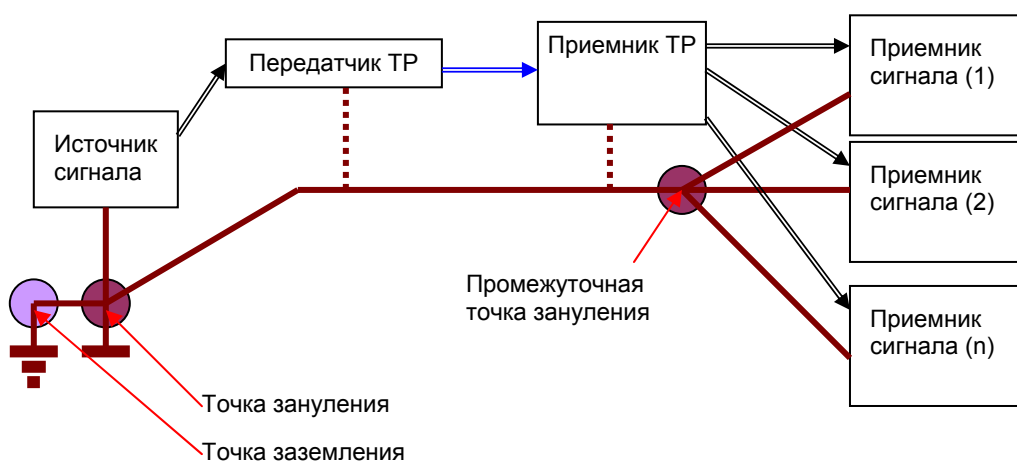 Источник
сигнала
Передатчик ТР
Приемник ТР
Приемник
сигнала (1)
Приемник
сигнала (2)
Приемник
сигнала (n)
Промежуточная
точка зануления
Точка зануления
Точка заземления